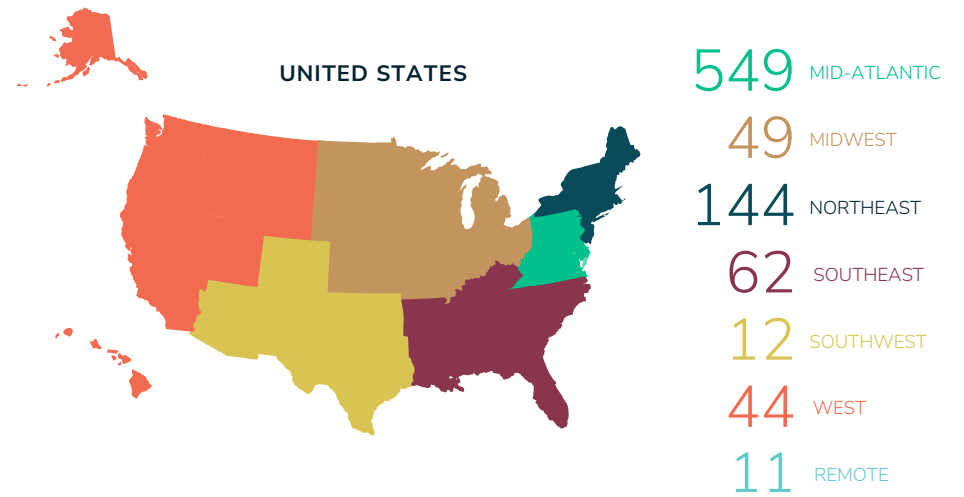 UNITED STATES
549 MID-ATLANTIC
49 MIDWEST
144 NORTHEAST
62 SOUTHEAST
12 SOUTHWEST
44 WEST
11 REMOTE